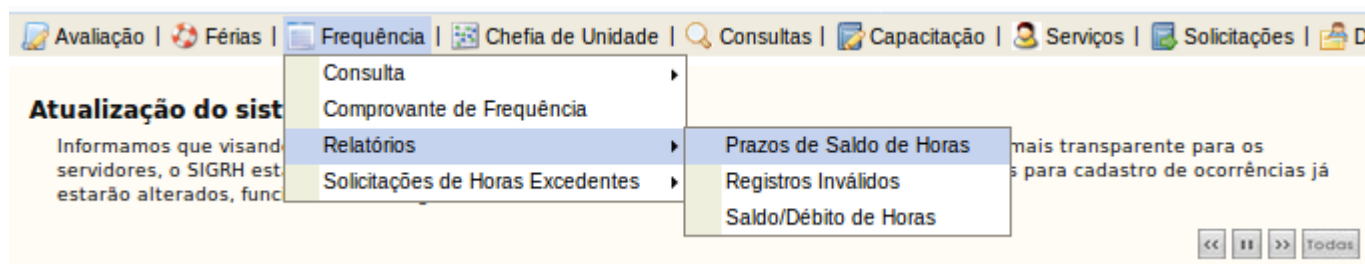 Avaliação | Férias | Frequência | Chefia de Unidade | Consultas | Capacitação | Serviços | Solicitações | D
Consulta
Atualização do sist
Comprovante de Frequência
Informamos que visand
Relatórios
Prazos de Saldo de Horas
mais transparente para os
servidores, o SIGRH est
Solicitações de Horas Excedentes
Registros Inválidos
s para cadastro de ocorrências já
estarão alterados, func
Saldo/Débito de Horas
<< II >> Todas